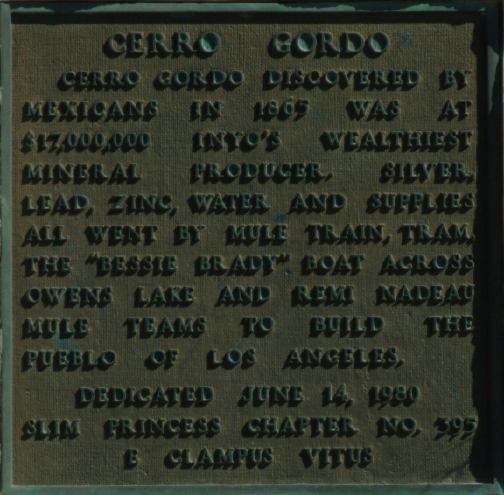 CERRO GORDO
CERRO GORDO DISCOVERED BY
MEXICANS IN 1865 WAS AT
$17,000,000 INYO'S WEALTHIEST
MINERAL PRODUCER. SILVER,
LEAD, ZINC, WATER AND SUPPLIES
ALL WENT BY MULE TRAIN, TRAM,
THE "BESSIE BRADY" BOAT ACROSS
OWENS LAKE AND REMI NADEAU
MULE TEAMS TO BUILD THE
PUEBLO OF LOS ANGELES.
DEDICATED JUNE 14, 1980
SLIM PRINCESS CHAPTER NO. 395
E CLAMPUS VITUS